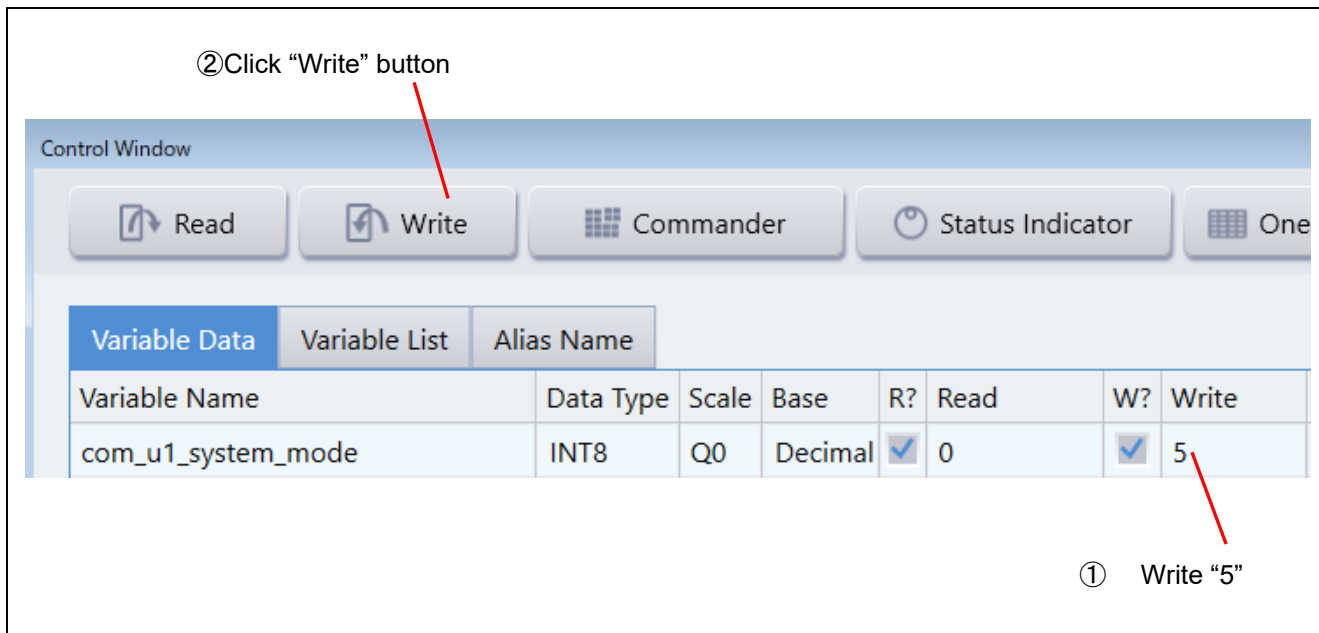 ②Click “Write” button
Control Window
Read Write Commander Status Indicator One
Variable Data Variable List Alias Name
Variable Name Data Type Scale Base R? Read W? Write
com_u1_system_mode INT8 Q0 Decimal 0 5
① Write “5”